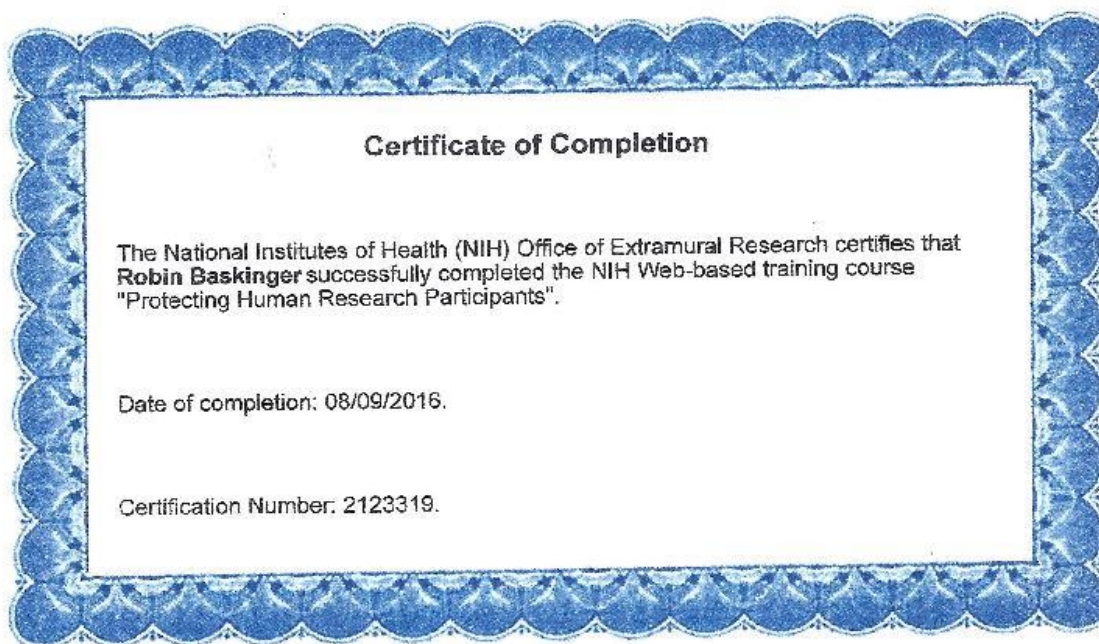 Certificate of Completion
The National Institutes of Health (NIH) Office of Extramural Research certifies that
Robin Baskinger successfully completed the NIH Web-based training course
"Protecting Human Research Participants".
Date of completion: 08/09/2016.
Certification Number: 2123319.